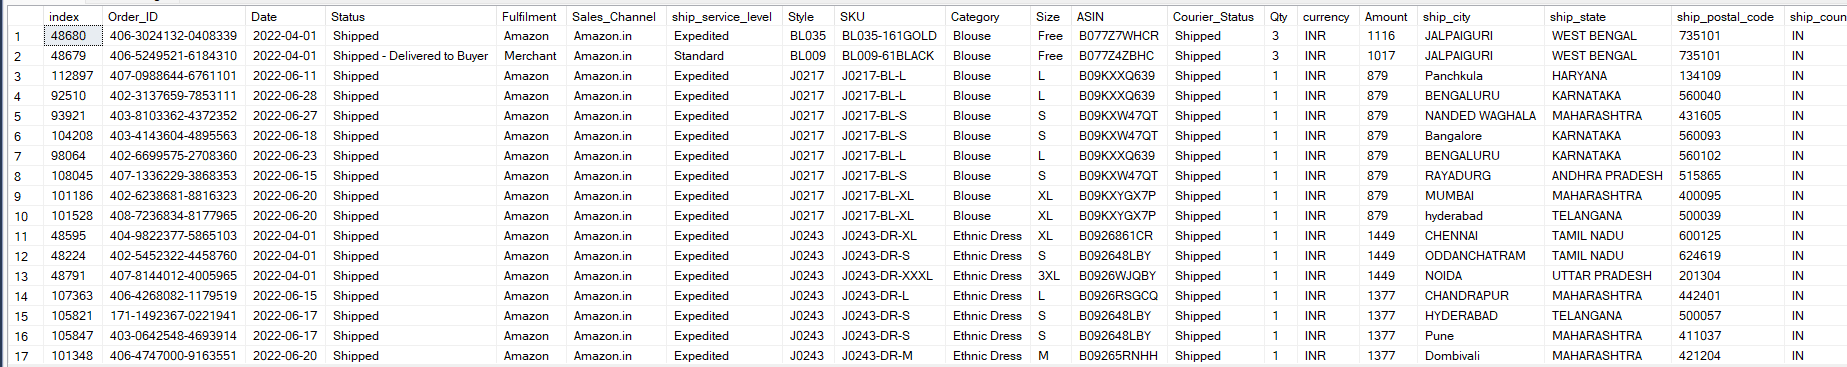 index Order_ID Date Status Fulfilment Sales_Channel ship_service_level Style SKU Category Size ASIN Courier_Status Qty currency Amount ship_city ship_state ship_postal_code ship_coun
1 48680 406-3024132-0408339 2022-04-01 Shipped Amazon Amazon.in Expedited BL035 BL035-161GOLD Blouse Free B077Z7WHCR Shipped 3 INR 1116 JALPAIGURI WEST BENGAL 735101 IN
2 48679 406-5249521-6184310 2022-04-01 Shipped - Delivered to Buyer Merchant Amazon.in Standard BL009 BL009-61BLACK Blouse Free B077Z4ZBHC Shipped 3 INR 1017 JALPAIGURI WEST BENGAL 735101 IN
3 112897 407-0988644-6761101 2022-06-11 Shipped Amazon Amazon.in Expedited J0217 J0217-BL-L Blouse L B09KXXQ639 Shipped 1 INR 879 Panchkula HARYANA 134109 IN
4 92510 402-3137659-7853111 2022-06-28 Shipped Amazon Amazon.in Expedited J0217 J0217-BL-L Blouse L B09KXXQ639 Shipped 1 INR 879 BENGALURU KARNATAKA 560040 IN
5 93921 403-8103362-4372352 2022-06-27 Shipped Amazon Amazon.in Expedited J0217 J0217-BL-S Blouse S B09KXW47QT Shipped 1 INR 879 NANDED WAGHALA MAHARASHTRA 431605 IN
6 104208 403-4143604-4895563 2022-06-18 Shipped Amazon Amazon.in Expedited J0217 J0217-BL-S Blouse S B09KXW47QT Shipped 1 INR 879 Bangalore KARNATAKA 560093 IN
7 98064 402-6699575-2708360 2022-06-23 Shipped Amazon Amazon.in Expedited J0217 J0217-BL-L Blouse L B09KXXQ639 Shipped 1 INR 879 BENGALURU KARNATAKA 560102 IN
8 108045 407-1336229-3868353 2022-06-15 Shipped Amazon Amazon.in Expedited J0217 J0217-BL-S Blouse S B09KXW47QT Shipped 1 INR 879 RAYADURG ANDHRA PRADESH 515865 IN
9 101186 402-6238681-8816323 2022-06-20 Shipped Amazon Amazon.in Expedited J0217 J0217-BL-XL Blouse XL B09KXYGX7P Shipped 1 INR 879 MUMBAI MAHARASHTRA 400095 IN
10 101528 408-7236834-8177965 2022-06-20 Shipped Amazon Amazon.in Expedited J0217 J0217-BL-XL Blouse XL B09KXYGX7P Shipped 1 INR 879 hyderabad TELANGANA 500039 IN
11 48595 404-9822377-5865103 2022-04-01 Shipped Amazon Amazon.in Expedited J0243 J0243-DR-XL Ethnic Dress XL B0926861CR Shipped 1 INR 1449 CHENNAI TAMIL NADU 600125 IN
12 48224 402-5452322-4458760 2022-04-01 Shipped Amazon Amazon.in Expedited J0243 J0243-DR-S Ethnic Dress S B092648LBY Shipped 1 INR 1449 ODDANCHATRAM TAMIL NADU 624619 IN
13 48791 407-8144012-4005965 2022-04-01 Shipped Amazon Amazon.in Expedited J0243 J0243-DR-XXXL Ethnic Dress 3XL B0926WJQBY Shipped 1 INR 1449 NOIDA UTTAR PRADESH 201304 IN
14 107363 406-4268082-1179519 2022-06-15 Shipped Amazon Amazon.in Expedited J0243 J0243-DR-L Ethnic Dress L B0926RSGCQ Shipped 1 INR 1377 CHANDRAPUR MAHARASHTRA 442401 IN
15 105821 171-1492367-0221941 2022-06-17 Shipped Amazon Amazon.in Expedited J0243 J0243-DR-S Ethnic Dress S B092648LBY Shipped 1 INR 1377 HYDERABAD TELANGANA 500057 IN
16 105847 403-0642548-4693914 2022-06-17 Shipped Amazon Amazon.in Expedited J0243 J0243-DR-S Ethnic Dress S B092648LBY Shipped 1 INR 1377 Pune MAHARASHTRA 411037 IN
17 101348 406-4747000-9163551 2022-06-20 Shipped Amazon Amazon.in Expedited J0243 J0243-DR-M Ethnic Dress M B09265RNHH Shipped 1 INR 1377 Dombivali MAHARASHTRA 421204 IN